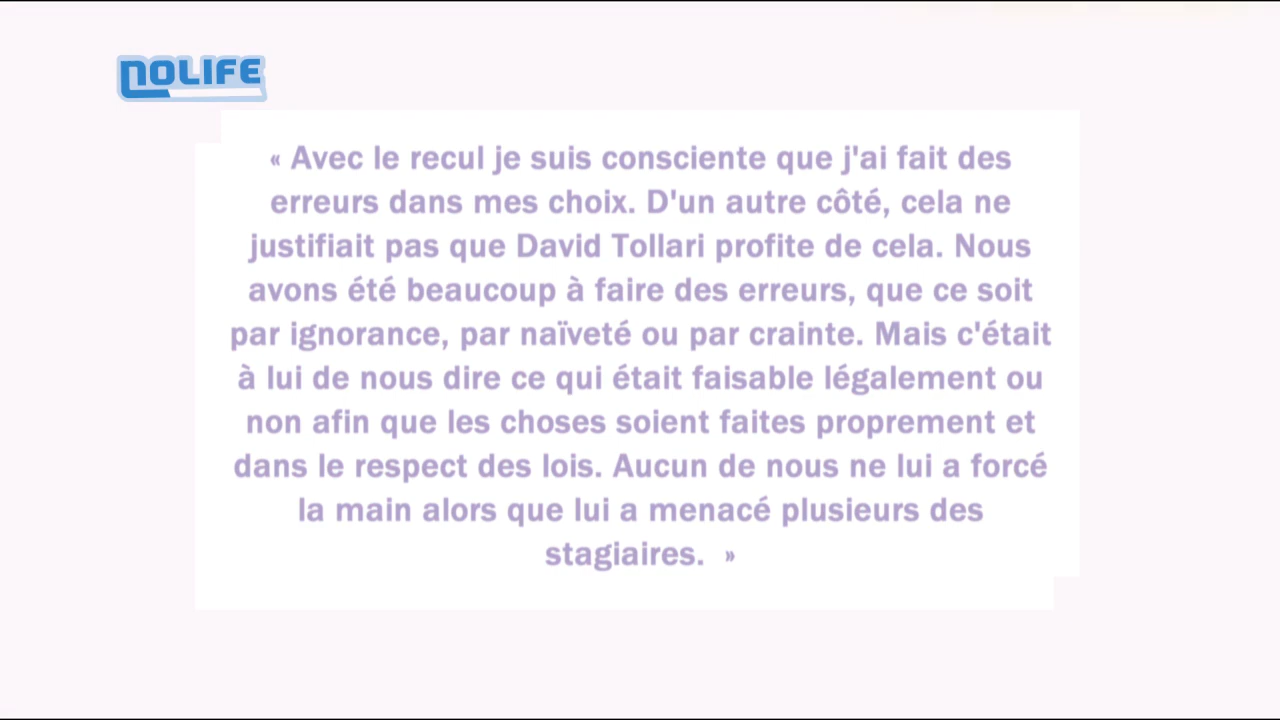 NOLIFE
« Avec le recul je suis consciente que j'ai fait des
erreurs dans mes choix. D'un autre côté, cela ne
justifiait pas que David Tollari profite de cela. Nous
avons été beaucoup à faire des erreurs, que ce soit
par ignorance, par naïveté ou par crainte. Mais c'était
à lui de nous dire ce qui était faisable légalement ou
non afin que les choses soient faites proprement et
dans le respect des lois. Aucun de nous ne lui a forcé
la main alors que lui a menacé plusieurs des
stagiaires. »